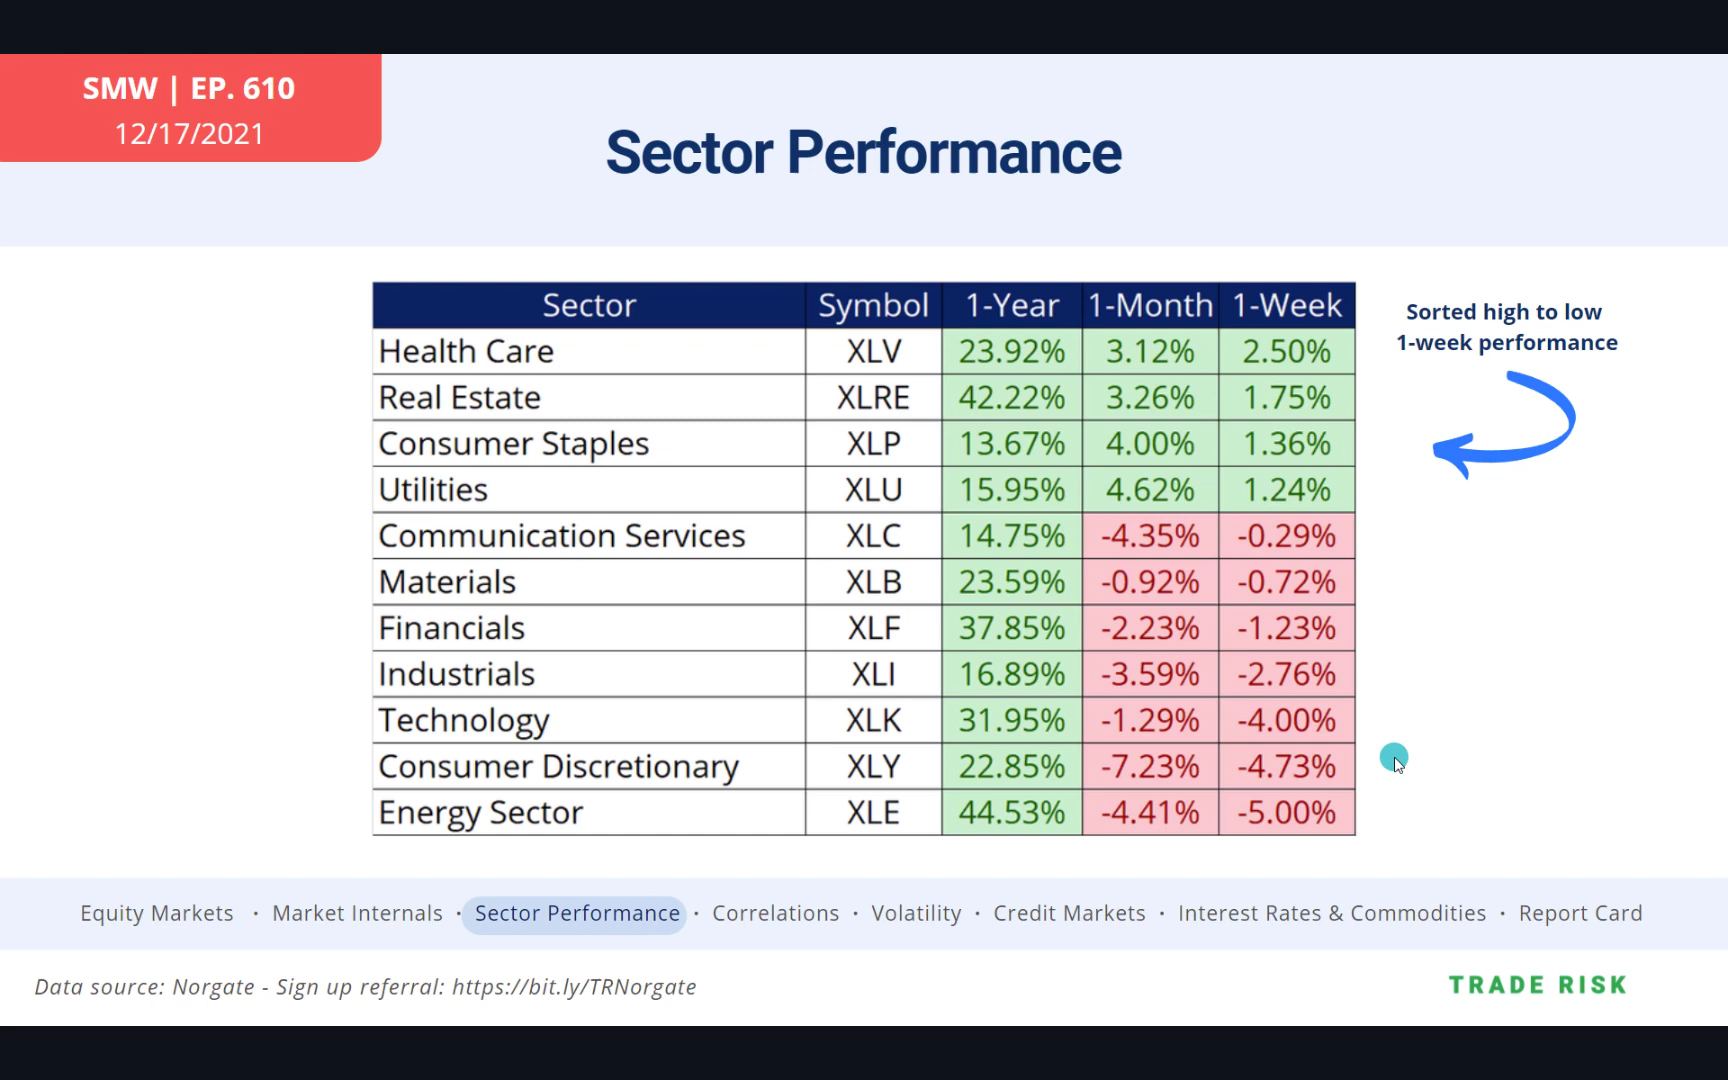 SMW | EP. 610
12/17/2021
Sector Performance
Sector Symbol 1-Year 1-Month 1-Week
Health Care XLV 23.92% 3.12% 2.50%
Real Estate XLRE 42.22% 3.26% 1.75%
Consumer Staples XLP 13.67% 4.00% 1.36%
Utilities XLU 15.95% 4.62% 1.24%
Communication Services XLC 14.75% -4.35% -0.29%
Materials XLB 23.59% -0.92% -0.72%
Financials XLF 37.85% -2.23% -1.23%
Industrials XLI 16.89% -3.59% -2.76%
Technology XLK 31.95% -1.29% -4.00%
Consumer Discretionary XLY 22.85% -7.23% -4.73%
Energy Sector XLE 44.53% -4.41% -5.00%
Sorted high to low
1-week performance
Equity Markets · Market Internals · Sector Performance · Correlations · Volatility · Credit Markets · Interest Rates & Commodities · Report Card
Data source: Norgate - Sign up referral: https://bit.ly/TRNorgate
TRADE RISK